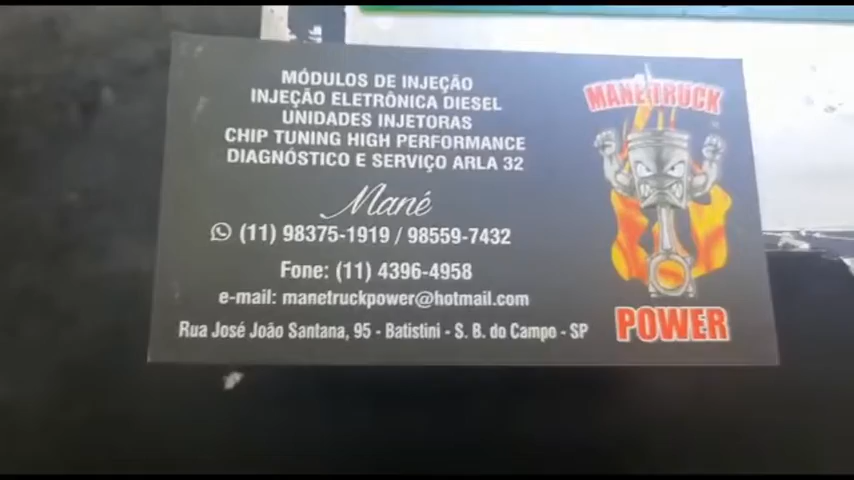 MÓDULOS DE INJEÇÃO
INJEÇÃO ELETRÔNICA DIESEL
UNIDADES INJETORAS
CHIP TUNING HIGH PERFORMANCE
DIAGNÓSTICO E SERVIÇO ARLA 32
Mané
(11) 98375-1919 / 98559-7432
Fone: (11) 4396-4958
e-mail: manetruckpower@hotmail.com
Rua José João Santana, 95 - Batistini - S. B. do Campo - SP
MANETRUCK
POWER